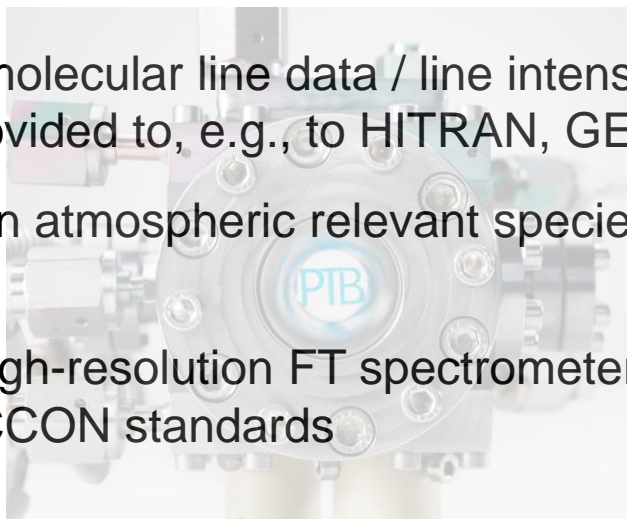 molecular line data / line intens
ovided to, e.g., to HITRAN, GE
n atmospheric relevant specie
PTB
gh-resolution FT spectrometer
CCON standards